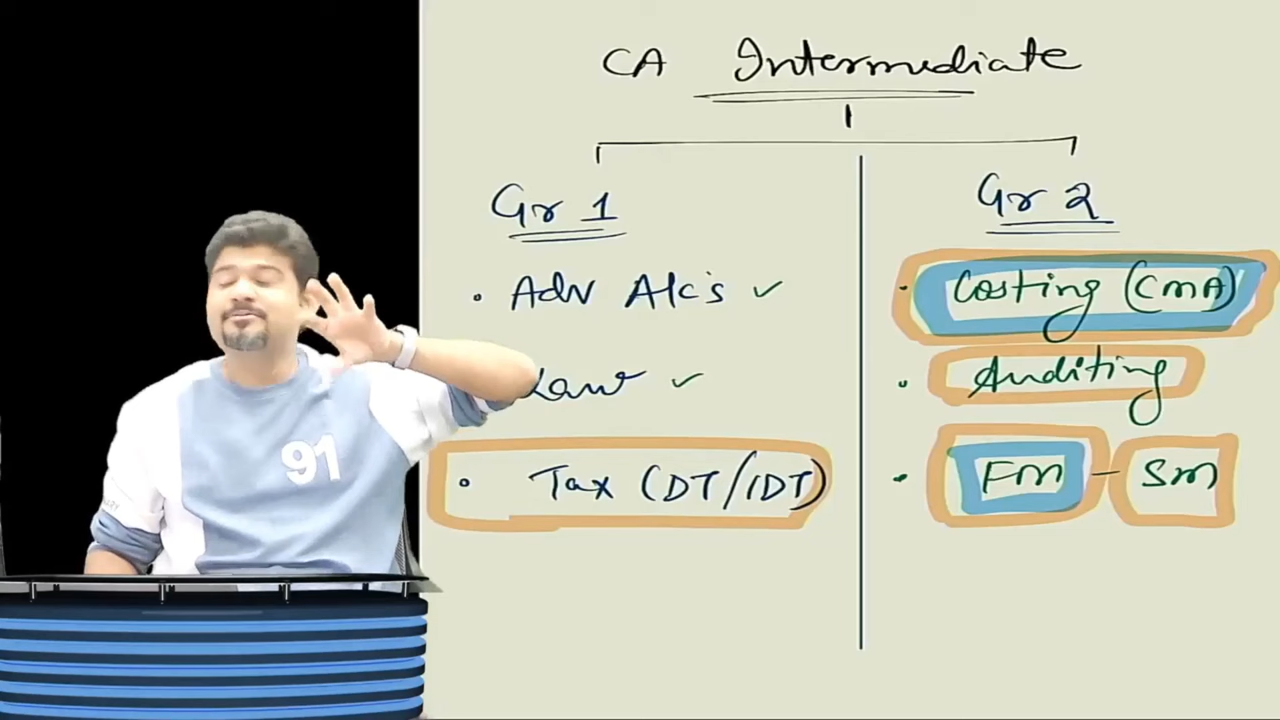 CA Intermediate
Gr 1
• Adv A/c's ✓
Law ✓
• Tax (DT/IDT)
Gr 2
• Costing (CMA)
• Auditing
• FM - SM
91